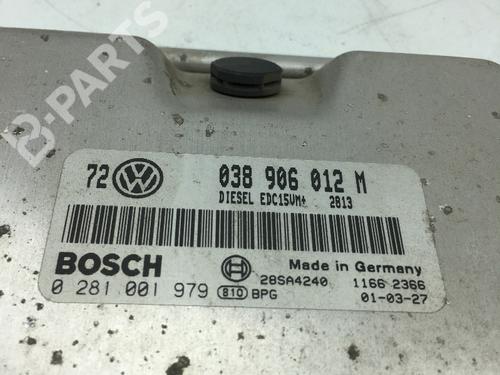 B-PARTS
72 VW 038 906 012 M
DIESEL EDC15VM+ 2813
BOSCH
Made in Germany
28SA4240 1166 2366
0 281 001 979 810 BPG 01-03-27